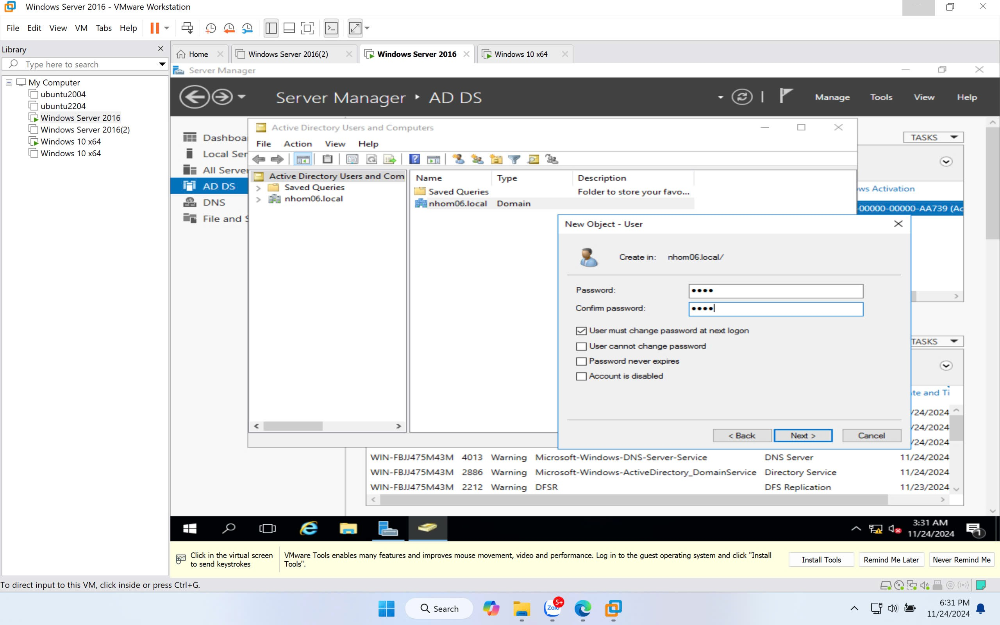 Windows Server 2016 - VMware Workstation
File Edit View VM Tabs Help
Library
Type here to search
My Computer
ubuntu2004
ubuntu2204
Windows Server 2016
Windows Server 2016(2)
Windows 10 x64
Windows 10 x64
Home
Windows Server 2016(2)
Windows Server 2016
Windows 10 x64
Server Manager
Server Manager AD DS
Manage Tools View Help
Dashboa
Local Ser
All Server
AD DS
DNS
File and S
TASKS
ws Activation
-00000-00000-AA739 (Ac
Active Directory Users and Computers
File Action View Help
Active Directory Users and Com
Saved Queries
nhom06.local
Name Type Description
Saved Queries Folder to store your favo...
nhom06.local Domain
New Object - User
Create in: nhom06.local/
Password: ••••
Confirm password: ••••
User must change password at next logon
User cannot change password
Password never expires
Account is disabled
< Back Next > Cancel
TASKS
te and Ti
/24/2024
/24/2024
/24/2024
WIN-FBJJ475M43M 4013 Warning Microsoft-Windows-DNS-Server-Service DNS Server 11/24/2024
WIN-FBJJ475M43M 2886 Warning Microsoft-Windows-ActiveDirectory_DomainService Directory Service 11/24/2024
WIN-FBJJ475M43M 2212 Warning DFSR DFS Replication 11/23/2024
3:31 AM
11/24/2024
1
Click in the virtual screen
to send keystrokes
VMware Tools enables many features and improves mouse movement, video and performance. Log in to the guest operating system and click "Install
Tools".
Install Tools
Remind Me Later
Never Remind Me
To direct input to this VM, click inside or press Ctrl+G.
Search
Zalo
5+
6:31 PM
11/24/2024